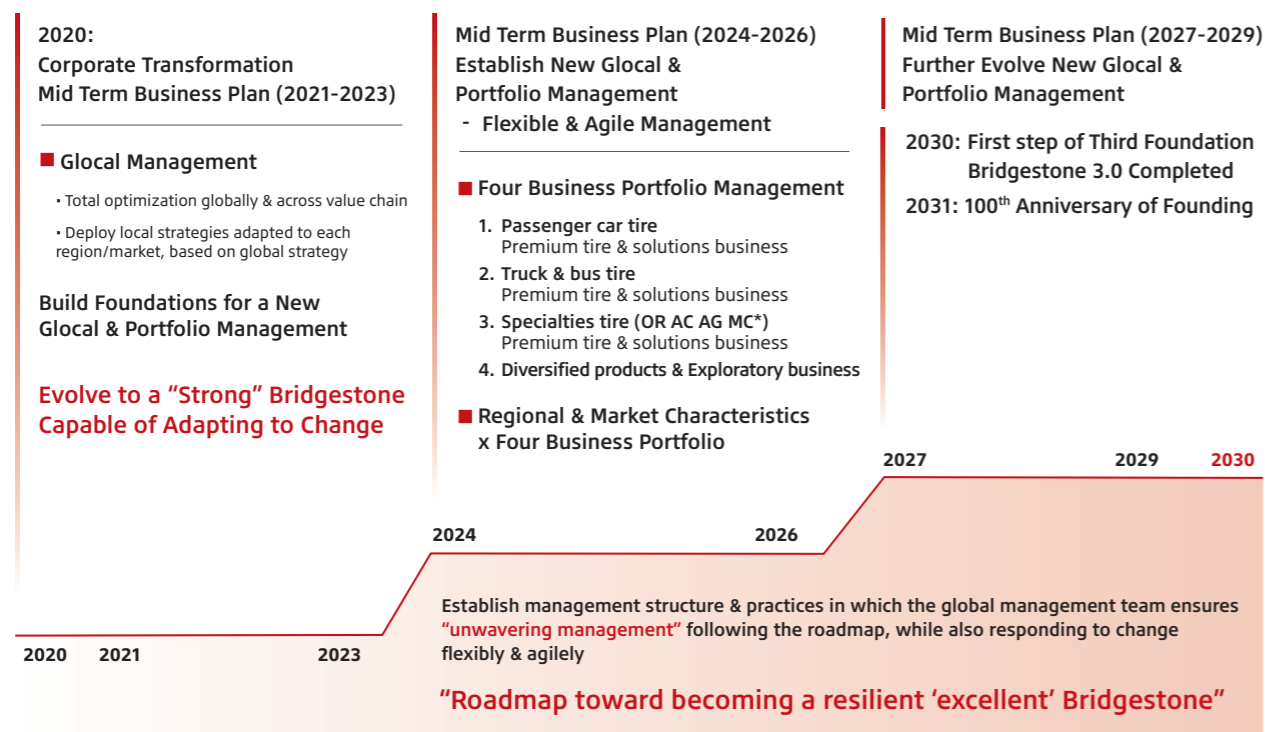 2020:
Corporate Transformation
Mid Term Business Plan (2021-2023)
■ Glocal Management
• Total optimization globally & across value chain
• Deploy local strategies adapted to each
region/market, based on global strategy
Build Foundations for a New
Glocal & Portfolio Management
Evolve to a “Strong” Bridgestone
Capable of Adapting to Change
Mid Term Business Plan (2024-2026)
Establish New Glocal &
Portfolio Management
- Flexible & Agile Management
■ Four Business Portfolio Management
1. Passenger car tire
Premium tire & solutions business
2. Truck & bus tire
Premium tire & solutions business
3. Specialties tire (OR AC AG MC*)
Premium tire & solutions business
4. Diversified products & Exploratory business
■ Regional & Market Characteristics
x Four Business Portfolio
Mid Term Business Plan (2027-2029)
Further Evolve New Glocal &
Portfolio Management
2030: First step of Third Foundation
Bridgestone 3.0 Completed
2031: 100th Anniversary of Founding
2027 2029 2030
2024 2026
2020 2021 2023
Establish management structure & practices in which the global management team ensures
“unwavering management” following the roadmap, while also responding to change
flexibly & agilely
“Roadmap toward becoming a resilient ‘excellent’ Bridgestone”